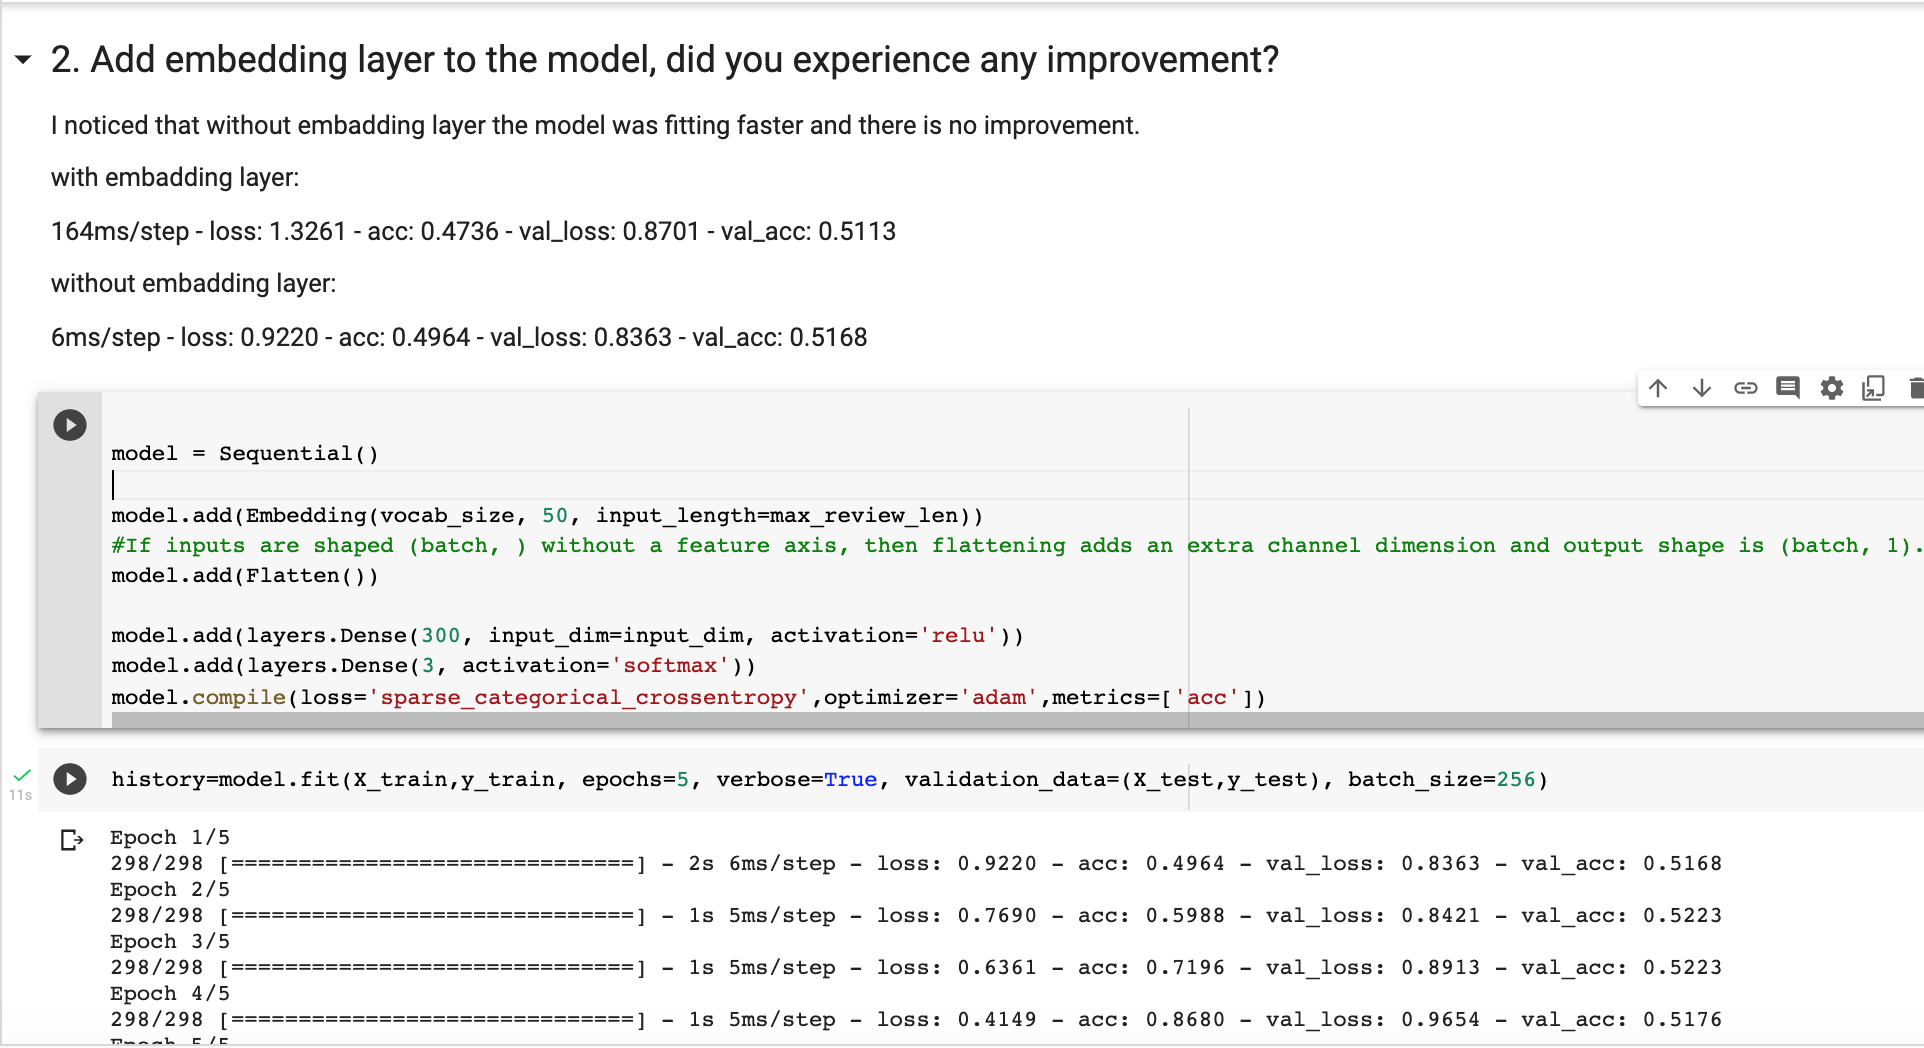 2. Add embedding layer to the model, did you experience any improvement?
I noticed that without embadding layer the model was fitting faster and there is no improvement.
with embadding layer:
164ms/step - loss: 1.3261 - acc: 0.4736 - val_loss: 0.8701 - val_acc: 0.5113
without embadding layer:
6ms/step - loss: 0.9220 - acc: 0.4964 - val_loss: 0.8363 - val_acc: 0.5168
model = Sequential()
model.add(Embedding(vocab_size, 50, input_length=max_review_len))
#If inputs are shaped (batch, ) without a feature axis, then flattening adds an extra channel dimension and output shape is (batch, 1).
model.add(Flatten())
model.add(layers.Dense(300, input_dim=input_dim, activation='relu'))
model.add(layers.Dense(3, activation='softmax'))
model.compile(loss='sparse_categorical_crossentropy',optimizer='adam',metrics=['acc'])
11s
history=model.fit(X_train,y_train, epochs=5, verbose=True, validation_data=(X_test,y_test), batch_size=256)
Epoch 1/5
298/298 [==============================] - 2s 6ms/step - loss: 0.9220 - acc: 0.4964 - val_loss: 0.8363 - val_acc: 0.5168
Epoch 2/5
298/298 [==============================] - 1s 5ms/step - loss: 0.7690 - acc: 0.5988 - val_loss: 0.8421 - val_acc: 0.5223
Epoch 3/5
298/298 [==============================] - 1s 5ms/step - loss: 0.6361 - acc: 0.7196 - val_loss: 0.8913 - val_acc: 0.5223
Epoch 4/5
298/298 [==============================] - 1s 5ms/step - loss: 0.4149 - acc: 0.8680 - val_loss: 0.9654 - val_acc: 0.5176
Epoch 5/5